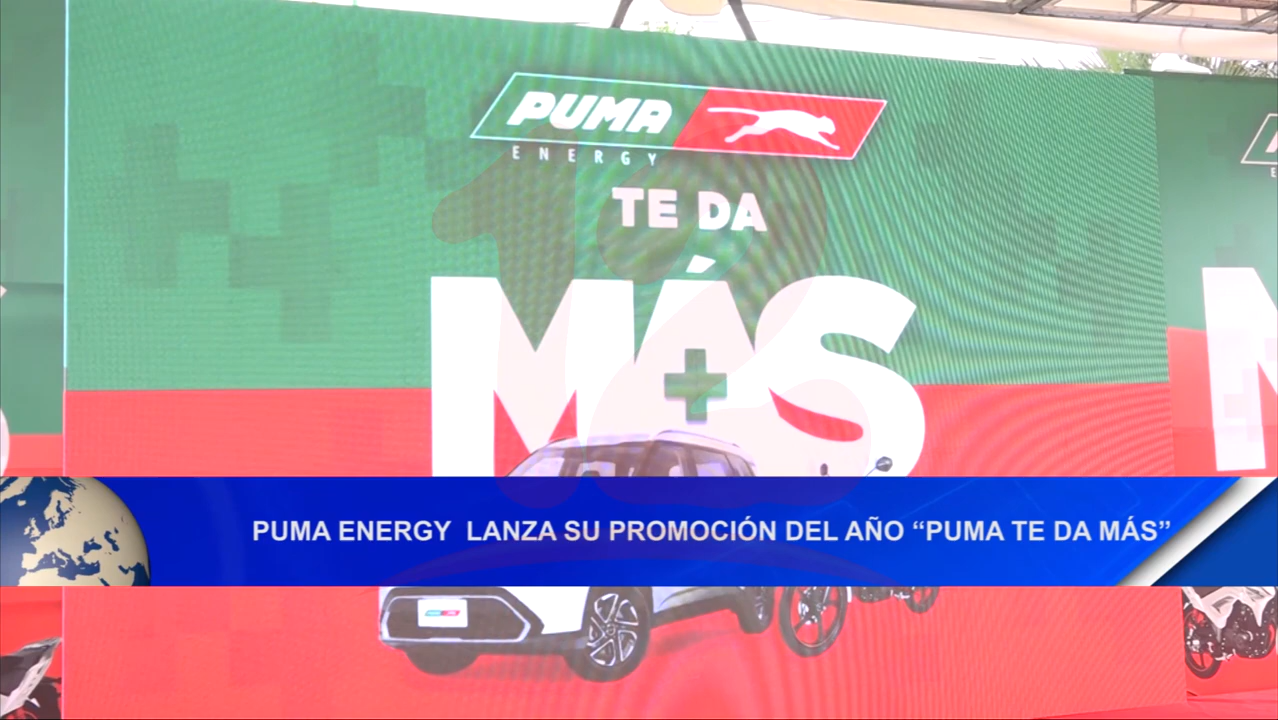 PUMA
ENERGY
TE DA
MÁS
PUMA ENERGY LANZA SU PROMOCIÓN DEL AÑO “PUMA TE DA MÁS”